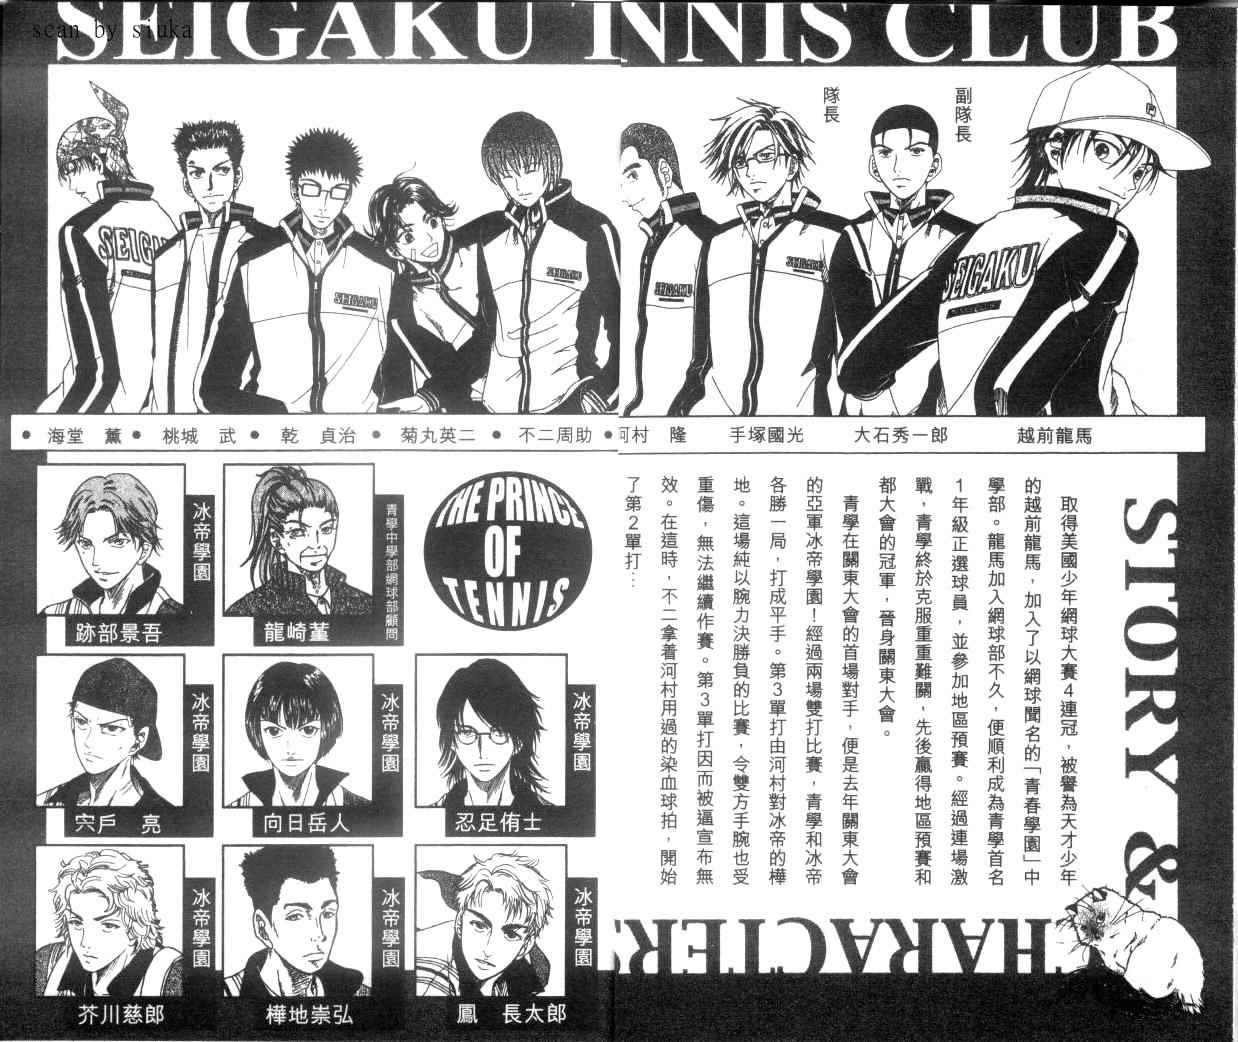 scan by siuka
SEIGAKU TENNIS CLUB
隊長
副隊長
SEIGAKU
SEIGAKU
SEIGAKU
SEIGAKU
SEIGAKU
SEIGAKU
●海堂　薫●　桃城　武　●　乾　貞治　●　菊丸英二　●　不二周助　●河村　隆　　手塚國光　　大石秀一郎　　越前龍馬
STORY &
CHARACTERS
取得美國少年網球大賽4連冠，被譽為天才少年
的越前龍馬，加入了以網球聞名的「青春學園」中
學部。龍馬加入網球部不久，便順利成為青學首名
1年級正選球員，並參加地區預賽。經過連場激
戰，青學終於克服重重難關，先後贏得地區預賽和
都大會的冠軍，晉身關東大會。
青學在關東大會的首場對手，便是去年關東大會
的亞軍冰帝學園！經過兩場雙打比賽，青學和冰帝
各勝一局，打成平手。第3單打由河村對冰帝的樺
地。這場純以腕力決勝負的比賽，令雙方手腕也受
重傷，無法繼續作賽。第3單打因而被逼宣布無
效。在這時，不二拿着河村用過的染血球拍，開始
了第2單打…
THE PRINCE
OF
TENNIS
青學中學部網球部顧問
龍崎菫
冰帝學園
跡部景吾
冰帝學園
忍足侑士
冰帝學園
向日岳人
冰帝學園
宍戶　亮
冰帝學園
鳳　長太郎
冰帝學園
樺地崇弘
冰帝學園
芥川慈郎